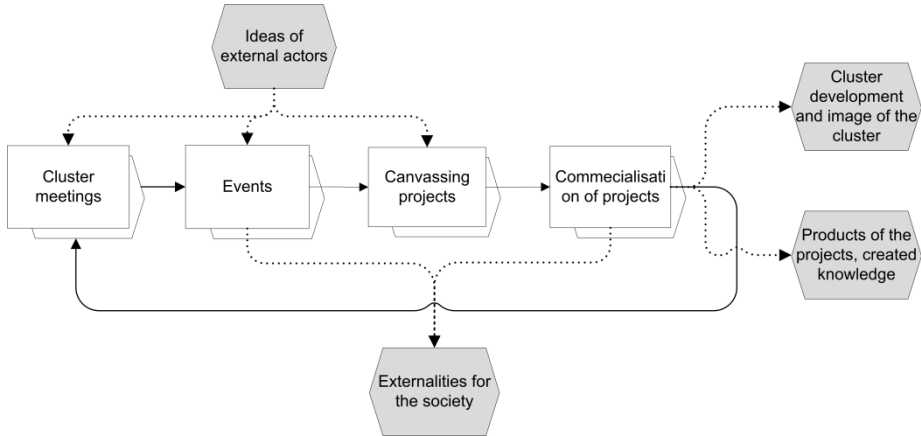 Ideas of
external actors
Cluster
development
and image of the
cluster
Cluster
meetings
Events
Canvassing
projects
Commecialisati
on of projects
Products of the
projects, created
knowledge
Externalities for
the society